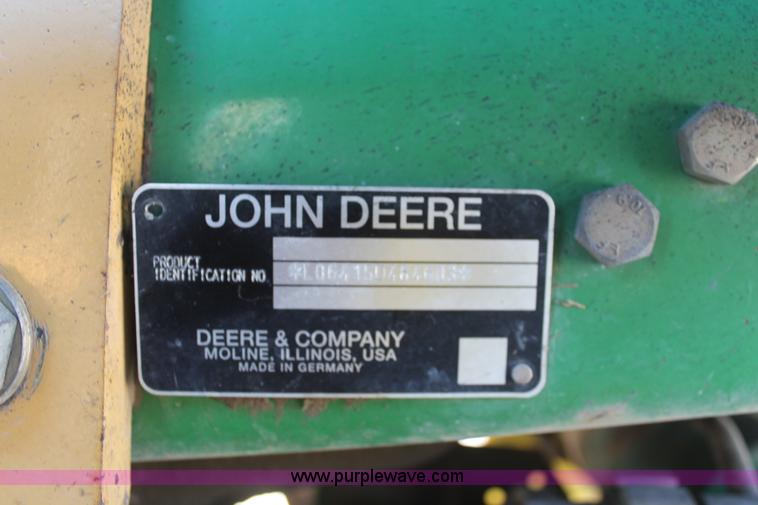 JOHN DEERE
PRODUCT
IDENTIFICATION NO.
DEERE & COMPANY
MOLINE, ILLINOIS, USA
MADE IN GERMANY
www.purplewave.com